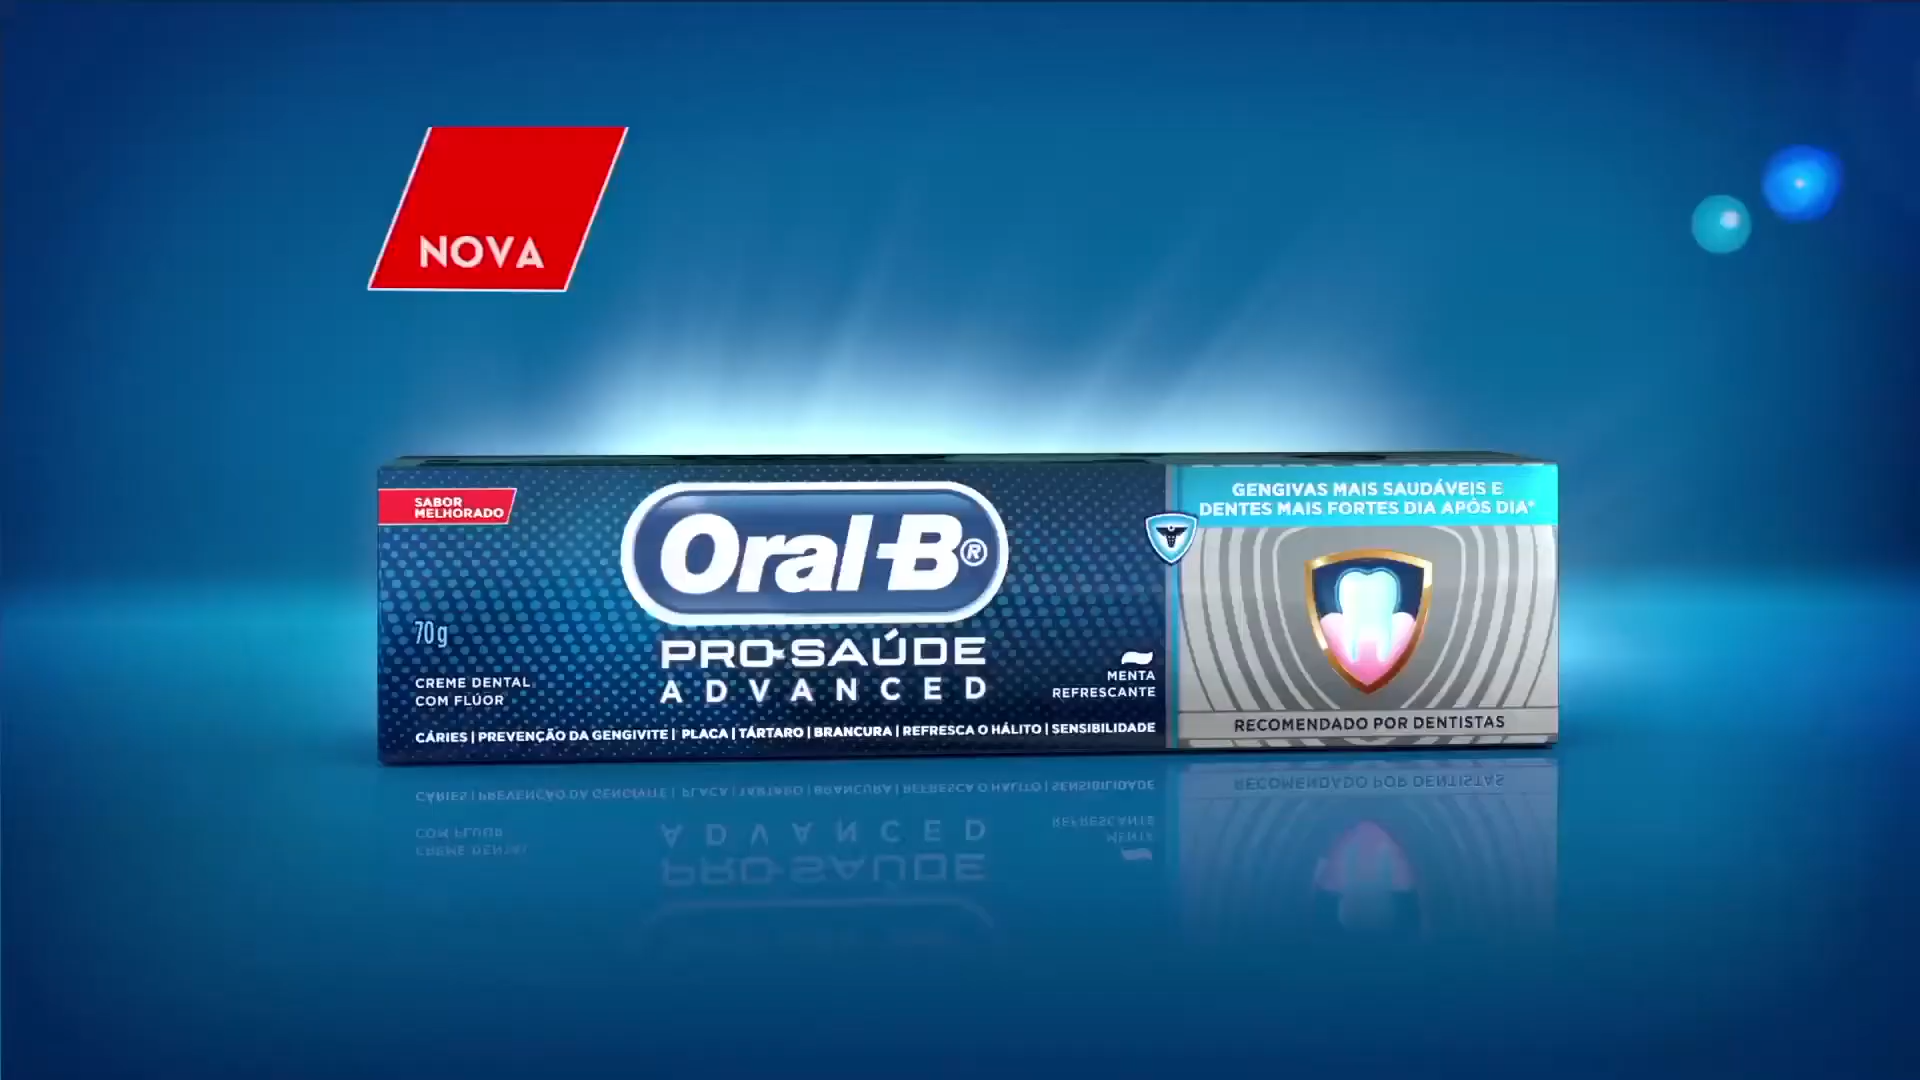 NOVA
SABOR
MELHORADO
Oral-B®
PRO-SAÚDE
ADVANCED
70g
CREME DENTAL
COM FLÚOR
MENTA
REFRESCANTE
CÁRIES | PREVENÇÃO DA GENGIVITE | PLACA | TÁRTARO | BRANCURA | REFRESCA O HÁLITO | SENSIBILIDADE
GENGIVAS MAIS SAUDÁVEIS E
DENTES MAIS FORTES DIA APÓS DIA*
RECOMENDADO POR DENTISTAS